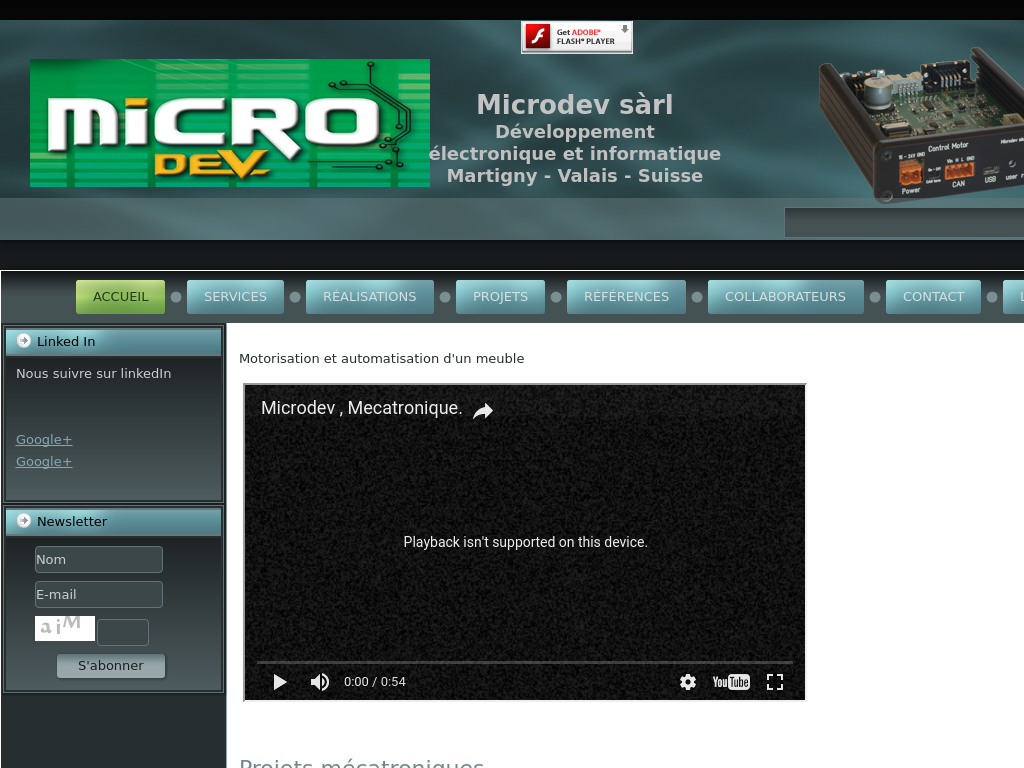 Get ADOBE®
FLASH® PLAYER
MiCRO
DEV
Microdev sàrl
Développement
électronique et informatique
Martigny - Valais - Suisse
Control Motor
Power
CAN
USB
ACCUEIL
SERVICES
RÉALISATIONS
PROJETS
RÉFÉRENCES
COLLABORATEURS
CONTACT
Linked In
Nous suivre sur linkedIn
Google+
Google+
Newsletter
Nom
E-mail
aiM
S'abonner
Motorisation et automatisation d'un meuble
Microdev , Mecatronique.
Playback isn't supported on this device.
0:00 / 0:54
YouTube
Projets mécatroniques